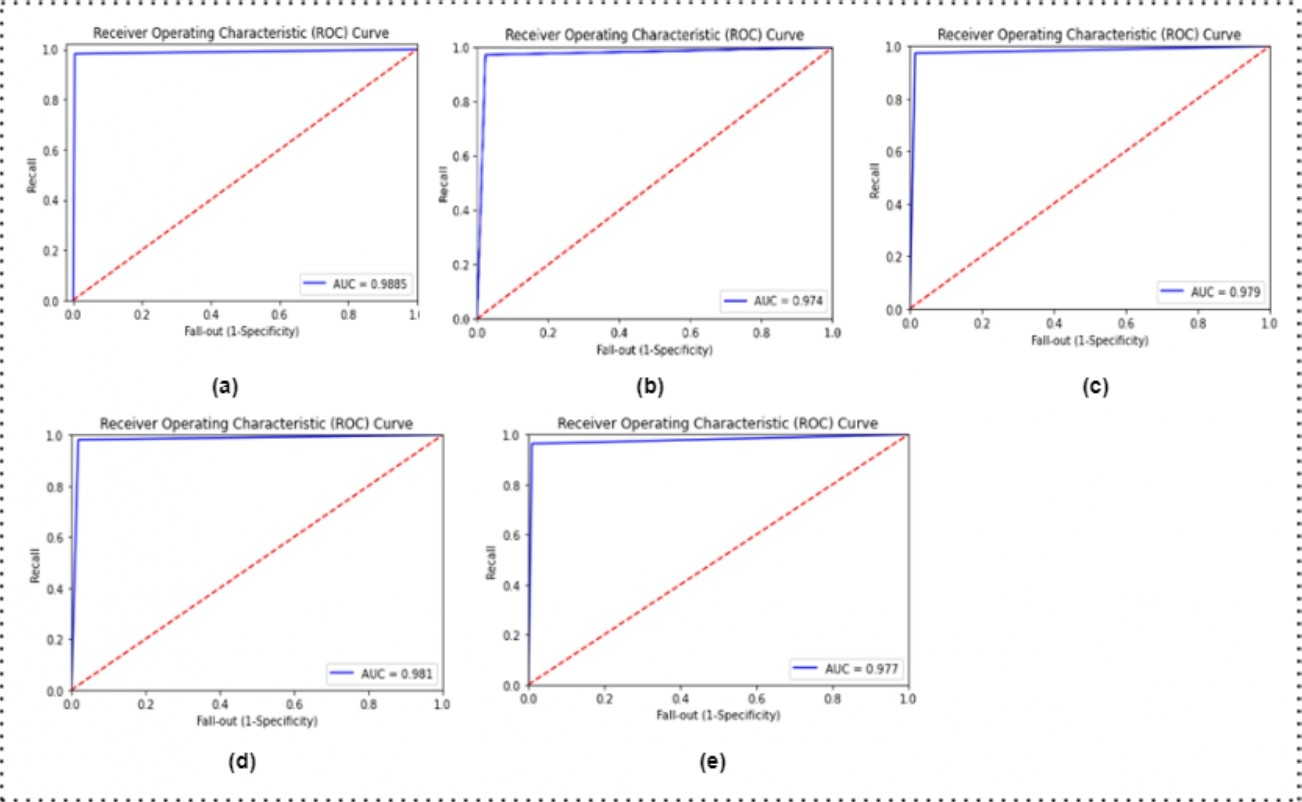 Receiver Operating Characteristic (ROC) Curve
1.0
0.8
0.6
0.4
0.2
0.0
Recall
AUC = 0.9885
0.0 0.2 0.4 0.6 0.8 1.0
Fall-out (1-Specificity)
(a)
Receiver Operating Characteristic (ROC) Curve
1.0
0.8
0.6
0.4
0.2
0.0
Recall
AUC = 0.974
0.0 0.2 0.4 0.6 0.8 1.0
Fall-out (1-Specificity)
(b)
Receiver Operating Characteristic (ROC) Curve
1.0
0.8
0.6
0.4
0.2
0.0
Recall
AUC = 0.979
0.0 0.2 0.4 0.6 0.8 1.0
Fall-out (1-Specificity)
(c)
Receiver Operating Characteristic (ROC) Curve
1.0
0.8
0.6
0.4
0.2
0.0
Recall
AUC = 0.981
0.0 0.2 0.4 0.6 0.8 1.0
Fall-out (1-Specificity)
(d)
Receiver Operating Characteristic (ROC) Curve
1.0
0.8
0.6
0.4
0.2
0.0
Recall
AUC = 0.977
0.0 0.2 0.4 0.6 0.8 1.0
Fall-out (1-Specificity)
(e)